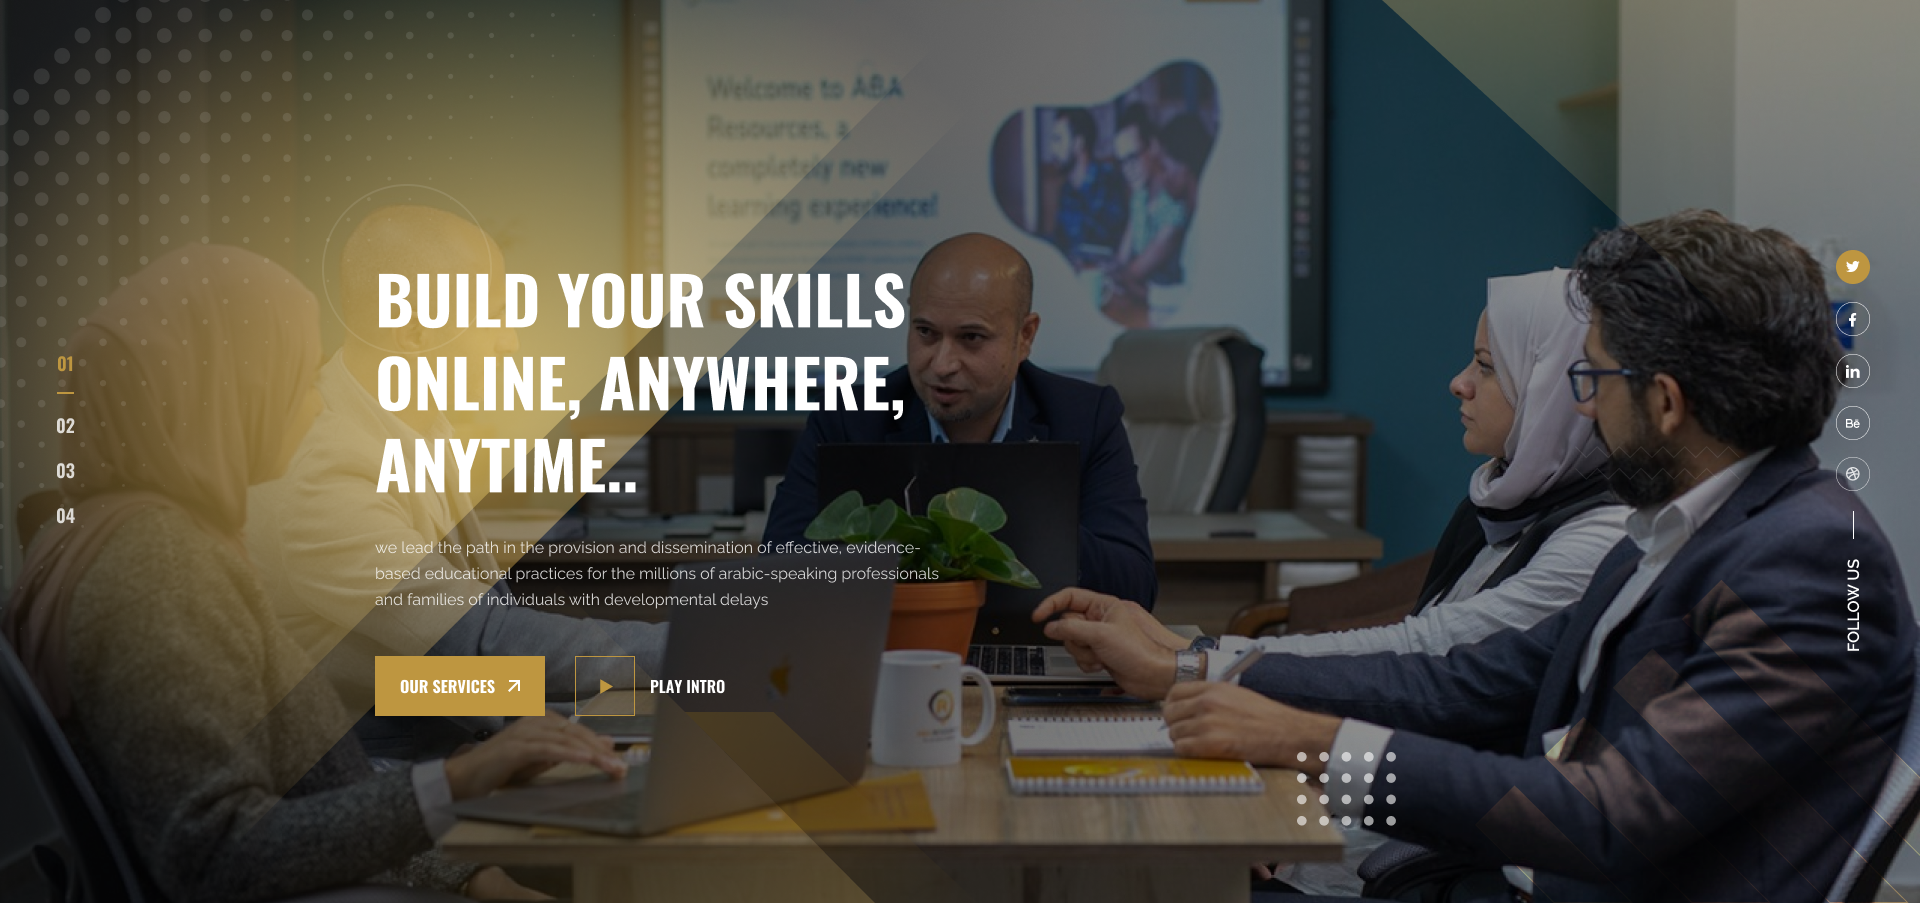 Welcome to ABA
Resources, a
completely new
learning experience!
BUILD YOUR SKILLS
ONLINE, ANYWHERE,
ANYTIME..
we lead the path in the provision and dissemination of effective, evidence-
based educational practices for the millions of arabic-speaking professionals
and families of individuals with developmental delays
OUR SERVICES
PLAY INTRO
01
02
03
04
Bē
FOLLOW US